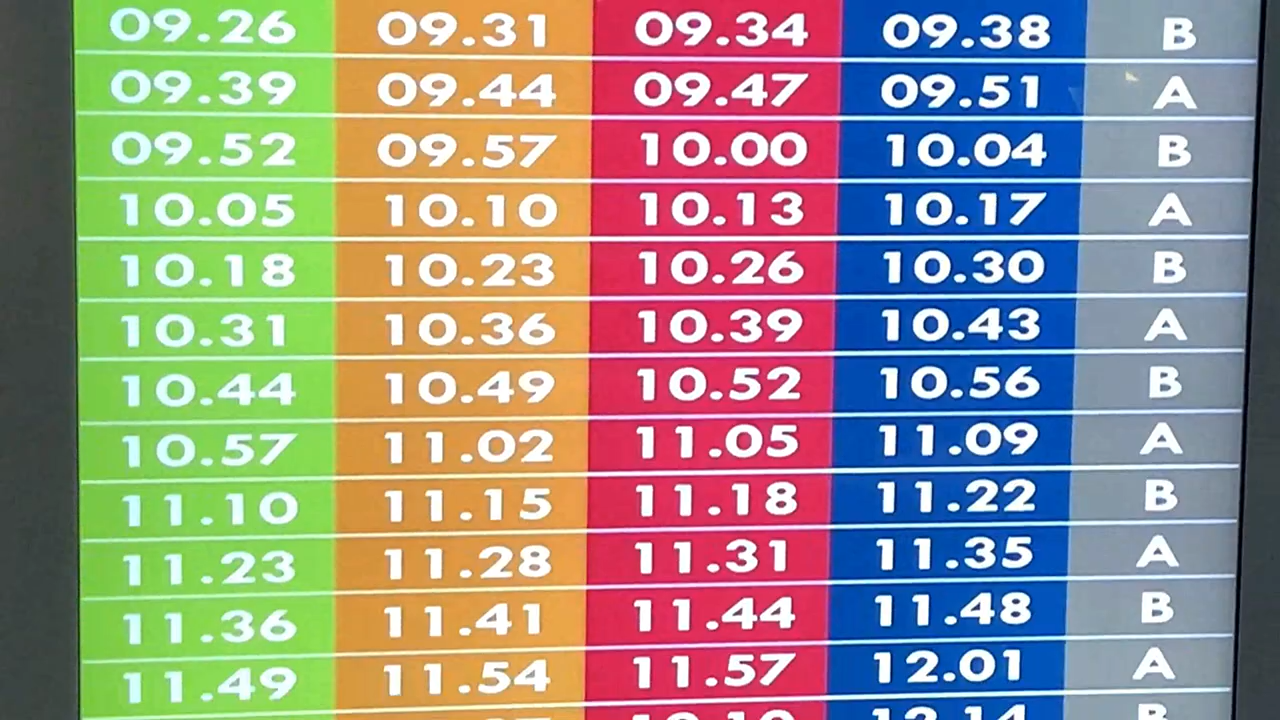 09.26 09.31 09.34 09.38 B
09.39 09.44 09.47 09.51 A
09.52 09.57 10.00 10.04 B
10.05 10.10 10.13 10.17 A
10.18 10.23 10.26 10.30 B
10.31 10.36 10.39 10.43 A
10.44 10.49 10.52 10.56 B
10.57 11.02 11.05 11.09 A
11.10 11.15 11.18 11.22 B
11.23 11.28 11.31 11.35 A
11.36 11.41 11.44 11.48 B
11.49 11.54 11.57 12.01 A